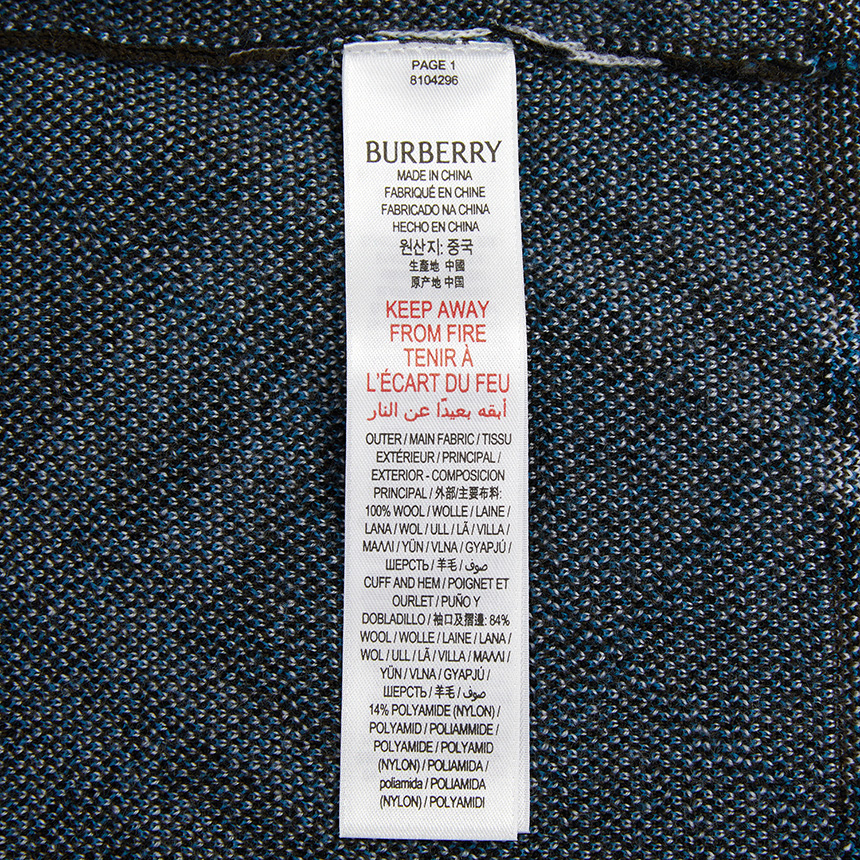 PAGE 1
8104296
BURBERRY
MADE IN CHINA
FABRIQUÉ EN CHINE
FABRICADO NA CHINA
HECHO EN CHINA
원산지: 중국
生產地 中國
原产地 中国
KEEP AWAY
FROM FIRE
TENIR À
L'ÉCART DU FEU
أبقه بعيدًا عن النار
OUTER / MAIN FABRIC / TISSU
EXTÉRIEUR / PRINCIPAL /
EXTERIOR - COMPOSICION
PRINCIPAL / 外部/主要布料:
100% WOOL / WOLLE / LAINE /
LANA / WOL / ULL / LÃ / VILLA /
ΜΑΛΛΙ / YÜN / VLNA / GYAPJÚ /
ШЕРСТЬ / 羊毛 / صوف
CUFF AND HEM / POIGNET ET
OURLET / PUÑO Y
DOBLADILLO / 袖口及摺邊: 84%
WOOL / WOLLE / LAINE / LANA /
WOL / ULL / LÃ / VILLA / ΜΑΛΛΙ /
YÜN / VLNA / GYAPJÚ /
ШЕРСТЬ / 羊毛 / صوف
14% POLYAMIDE (NYLON) /
POLYAMID / POLIAMMIDE /
POLYAMIDE / POLYAMID
(NYLON) / POLIAMIDA /
poliamida / POLIAMIDA
(NYLON) / POLYAMIDI